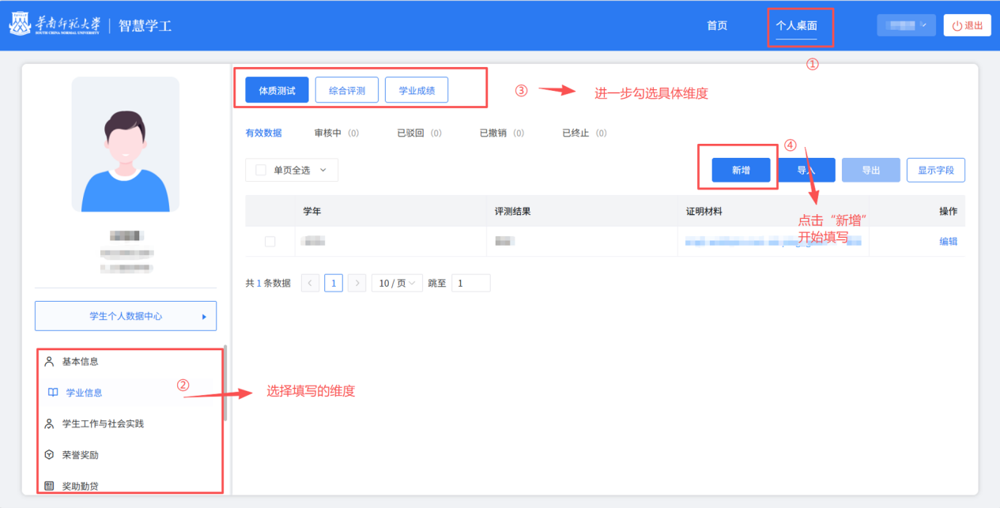 华南师范大学 智慧学工
SOUTH CHINA NORMAL UNIVERSITY
首页
个人桌面
退出
①
体质测试
综合评测
学业成绩
③
进一步勾选具体维度
有效数据
审核中 (0)
已驳回 (0)
已撤销 (0)
已终止 (0)
④
单页全选
新增
导入
导出
显示字段
学年
评测结果
证明材料
操作
点击“新增”
开始填写
编辑
共 1 条数据
1
10 / 页
跳至
1
学生个人数据中心
基本信息
②
学业信息
选择填写的维度
学生工作与社会实践
荣誉奖励
奖助勤贷